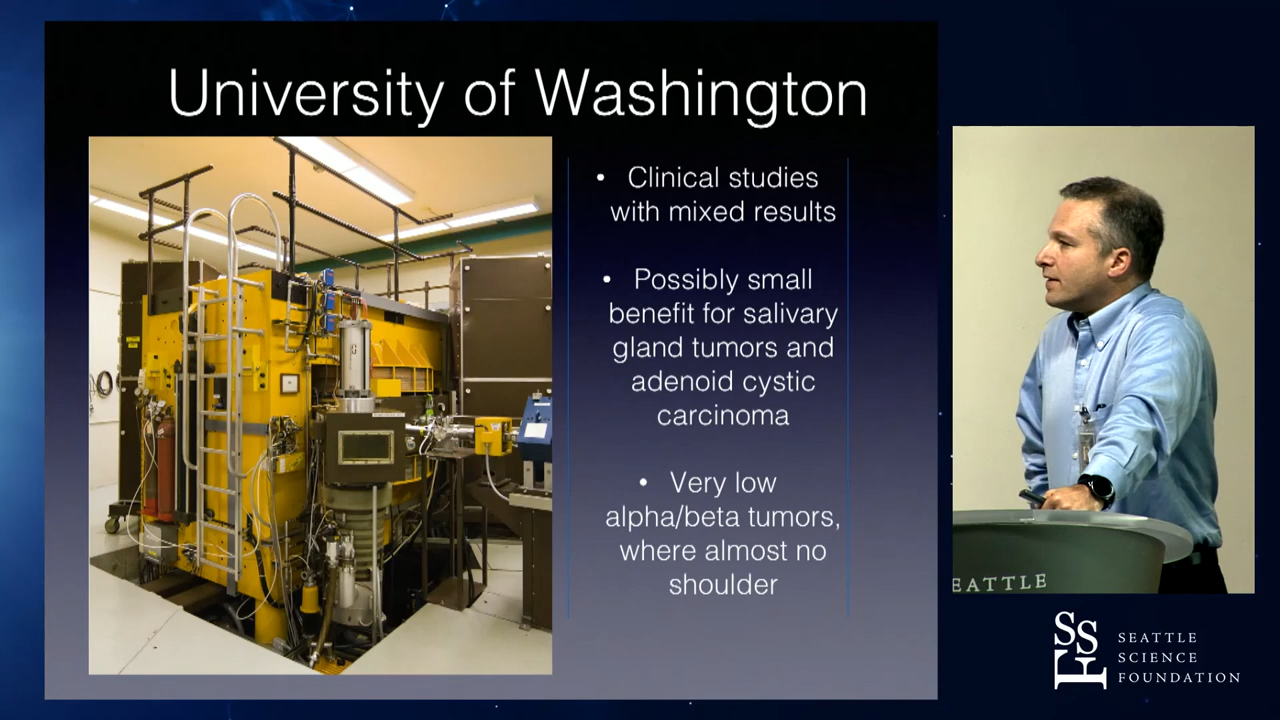 University of Washington
• Clinical studies
with mixed results
• Possibly small
benefit for salivary
gland tumors and
adenoid cystic
carcinoma
• Very low
alpha/beta tumors,
where almost no
shoulder
EATTLE
SSF
SEATTLE
SCIENCE
FOUNDATION